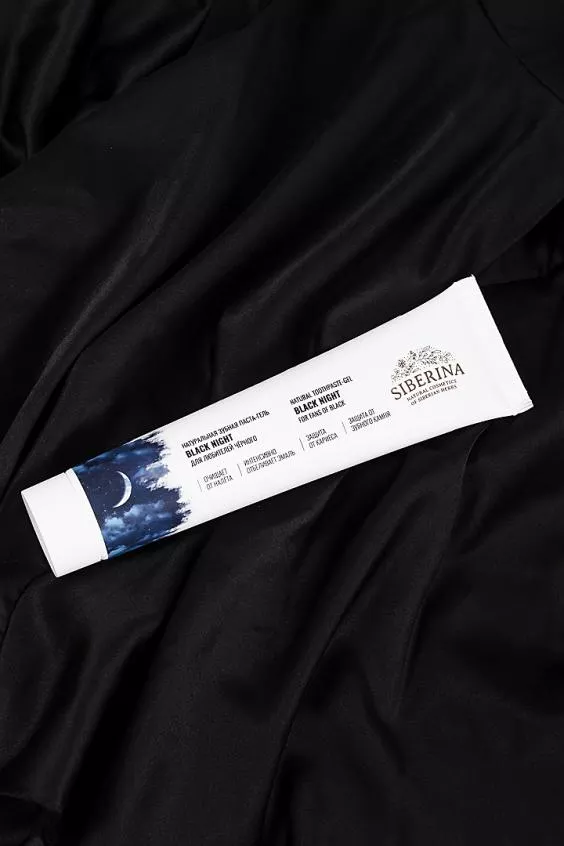 НАТУРАЛЬНАЯ ЗУБНАЯ ПАСТА-ГЕЛЬ
BLACK NIGHT
ДЛЯ ЛЮБИТЕЛЕЙ ЧЁРНОГО
ОЧИЩАЕТ
ОТ НАЛЁТА
ИНТЕНСИВНО
ОТБЕЛИВАЕТ ЭМАЛЬ
NATURAL TOOTHPASTE-GEL
BLACK NIGHT
FOR FANS OF BLACK
ЗАЩИТА
ОТ КАРИЕСА
ЗАЩИТА ОТ
ЗУБНОГО КАМНЯ
SIBERINA
NATURAL COSMETICS
OF SIBERIAN HERBS